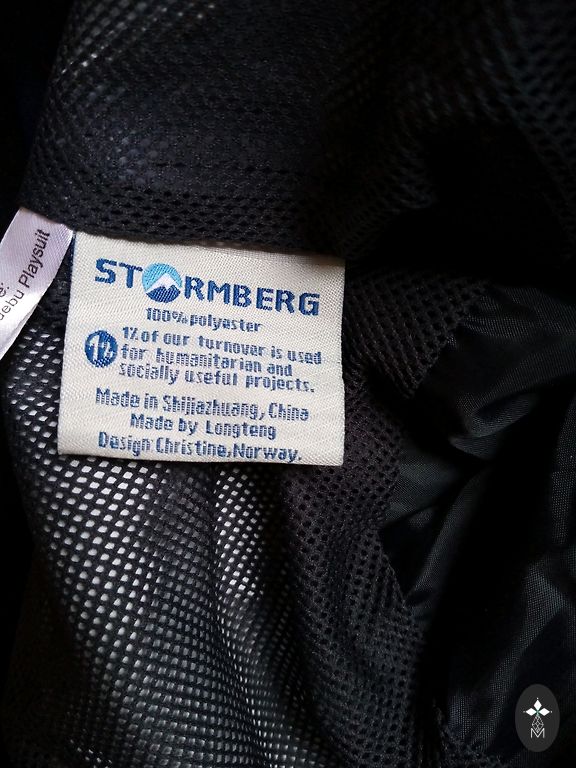 STORMBERG
100% polyester
1%
1% of our turnover is used
for humanitarian and
socially useful projects.
Made in Shijiazhuang, China
Made by Longteng
Design Christine, Norway.
Playsuit
M